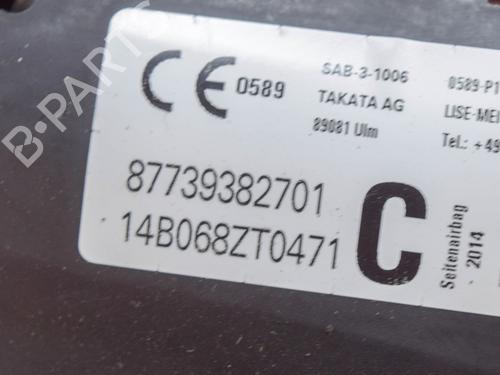 B-PARTS
CE 0589
SAB-3-1006
TAKATA AG
89081 Ulm
0589-P1
LISE-MEI
Tel.: +49
87739382701
14B068ZT0471
C
Seitenairbag
2014